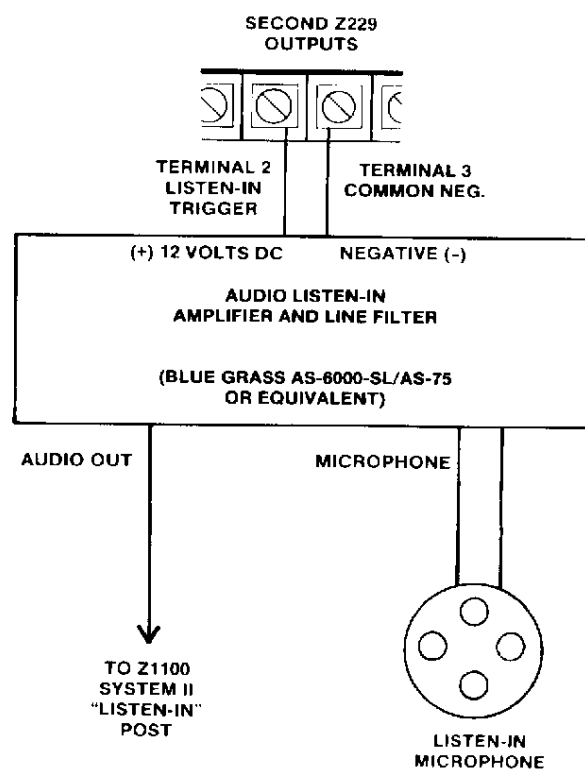 SECOND Z229
OUTPUTS
TERMINAL 2
LISTEN-IN
TRIGGER
TERMINAL 3
COMMON NEG.
(+) 12 VOLTS DC
NEGATIVE (-)
AUDIO LISTEN-IN
AMPLIFIER AND LINE FILTER
(BLUE GRASS AS-6000-SL/AS-75
OR EQUIVALENT)
AUDIO OUT
MICROPHONE
TO Z1100
SYSTEM II
"LISTEN-IN"
POST
LISTEN-IN
MICROPHONE